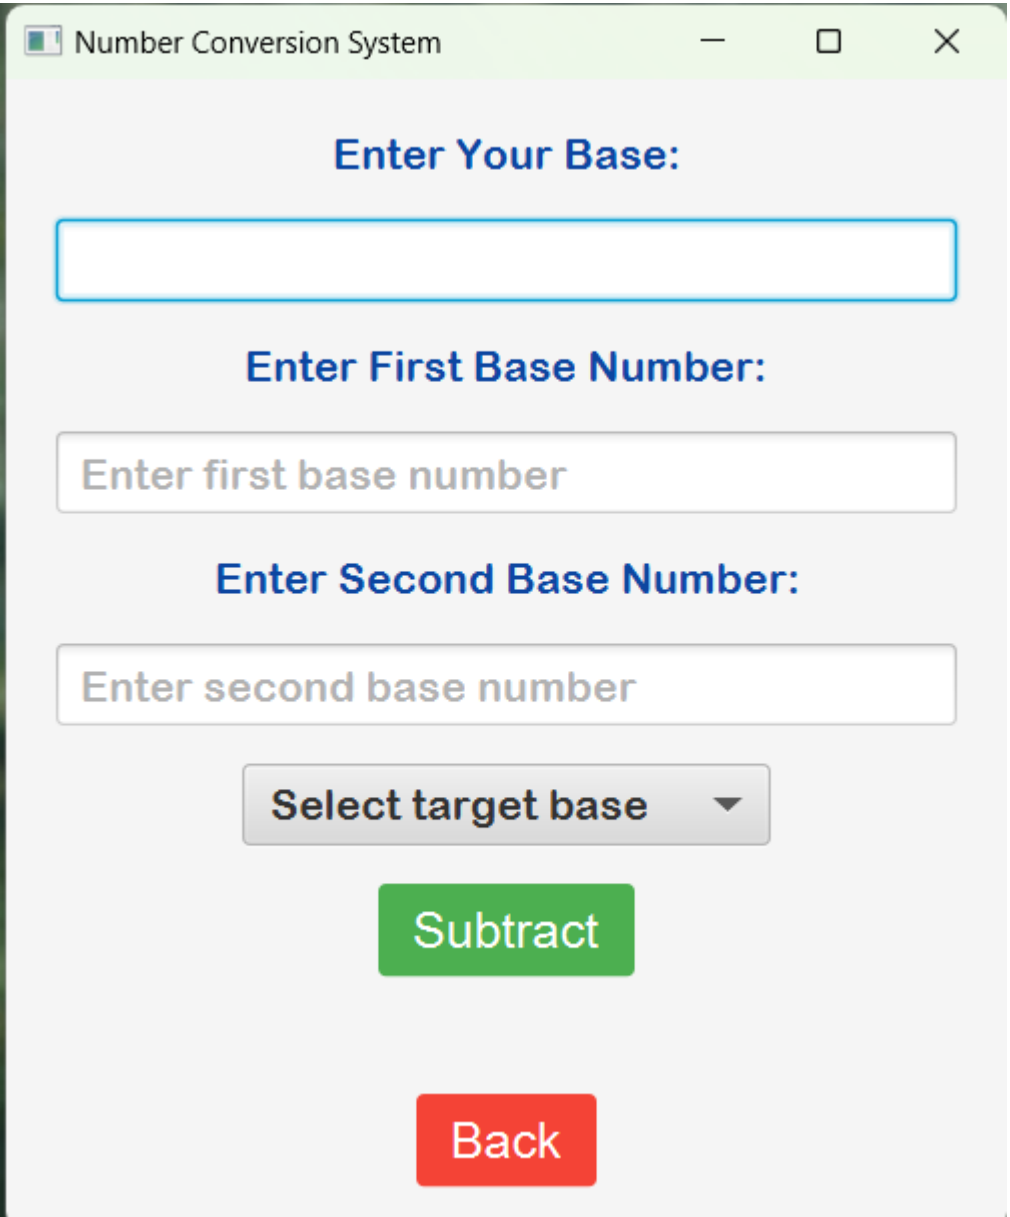 Number Conversion System
Enter Your Base:
Enter First Base Number:
Enter first base number
Enter Second Base Number:
Enter second base number
Select target base
Subtract
Back